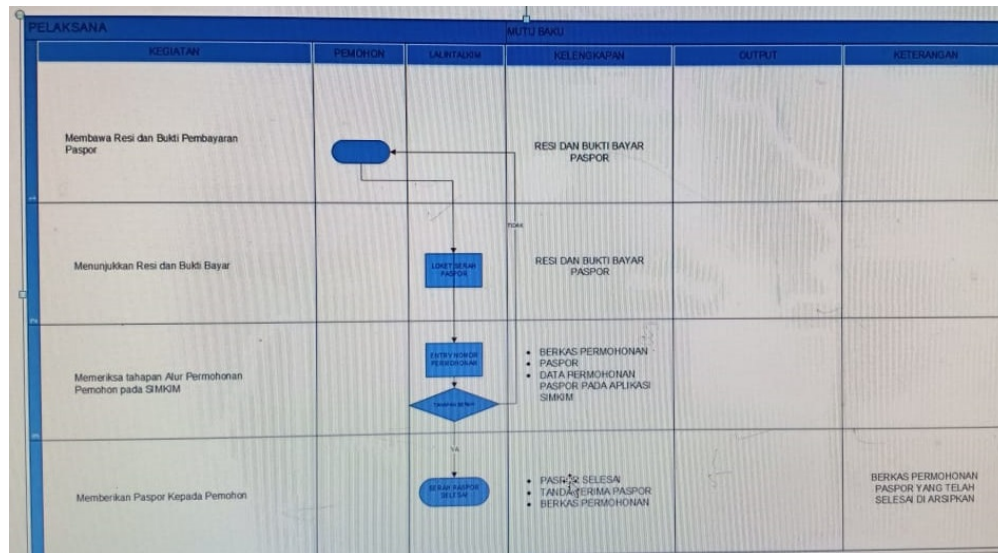 PELAKSANA
MUTU BAKU
KEGIATAN
PEMOHON
LALINTALKIM
KELENGKAPAN
OUTPUT
KETERANGAN
Membawa Resi dan Bukti Pembayaran
Paspor
RESI DAN BUKTI BAYAR
PASPOR
1
TIDAK
Menunjukkan Resi dan Bukti Bayar
LOKET SERAH
PASPOR
RESI DAN BUKTI BAYAR
PASPOR
2
Memeriksa tahapan Alur Permohonan
Pemohon pada SIMKIM
ENTRY NOMOR
PERMOHONAN
• BERKAS PERMOHONAN
• PASPOR
• DATA PERMOHONAN
PASPOR PADA APLIKASI
SIMKIM
3
YA
Memberikan Paspor Kepada Pemohon
SERAH PASPOR
SELESAI
• PASPOR SELESAI
• TANDA TERIMA PASPOR
• BERKAS PERMOHONAN
BERKAS PERMOHONAN
PASPOR YANG TELAH
SELESAI DI ARSIPKAN